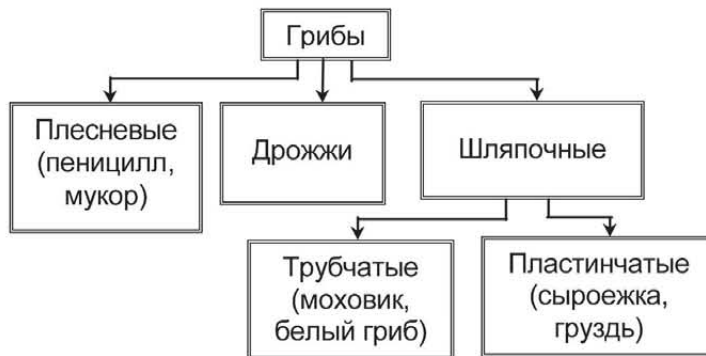 Грибы
Плесневые
(пеницилл,
мукор)
Дрожжи
Шляпочные
Трубчатые
(моховик,
белый гриб)
Пластинчатые
(сыроежка,
груздь)